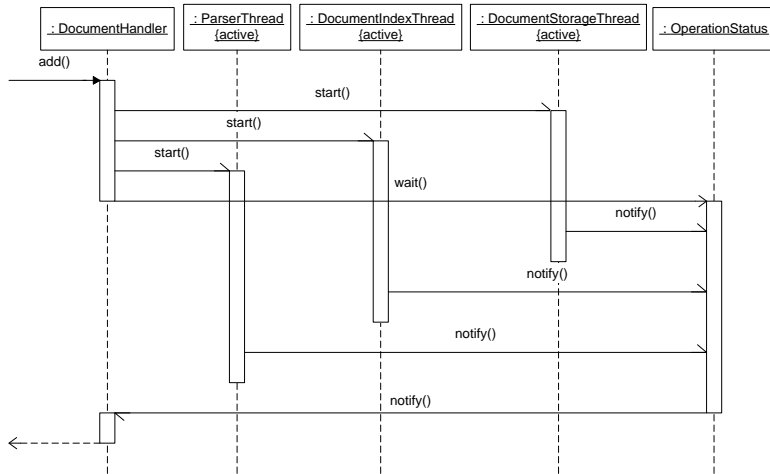 : DocumentHandler
: ParserThread
{active}
: DocumentIndexThread
{active}
: DocumentStorageThread
{active}
: OperationStatus
add()
start()
start()
start()
wait()
notify()
notify()
notify()
notify()